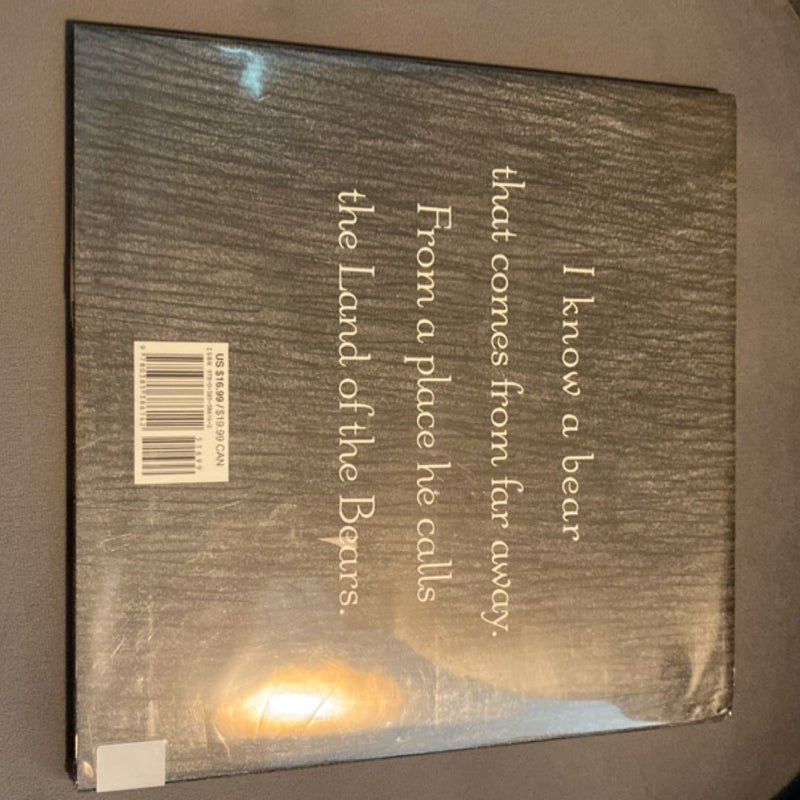 I know a bear
that comes from far away.
From a place he calls
the Land of the Bears.
US $16.99 / $19.99 CAN
51699